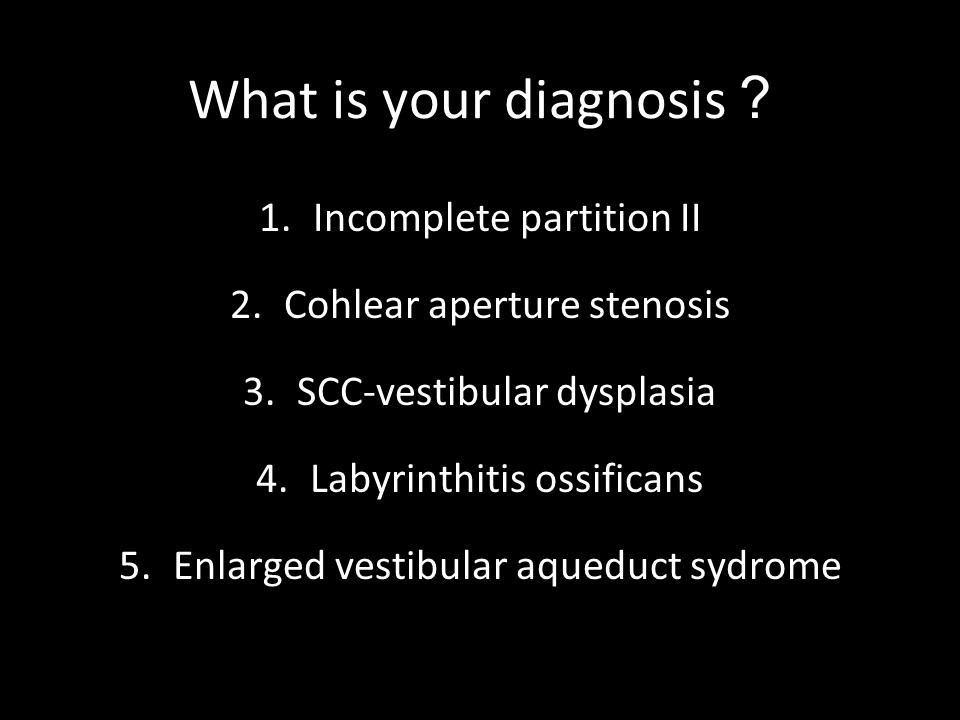 What is your diagnosis？
1. Incomplete partition II
2. Cohlear aperture stenosis
3. SCC-vestibular dysplasia
4. Labyrinthitis ossificans
5. Enlarged vestibular aqueduct sydrome